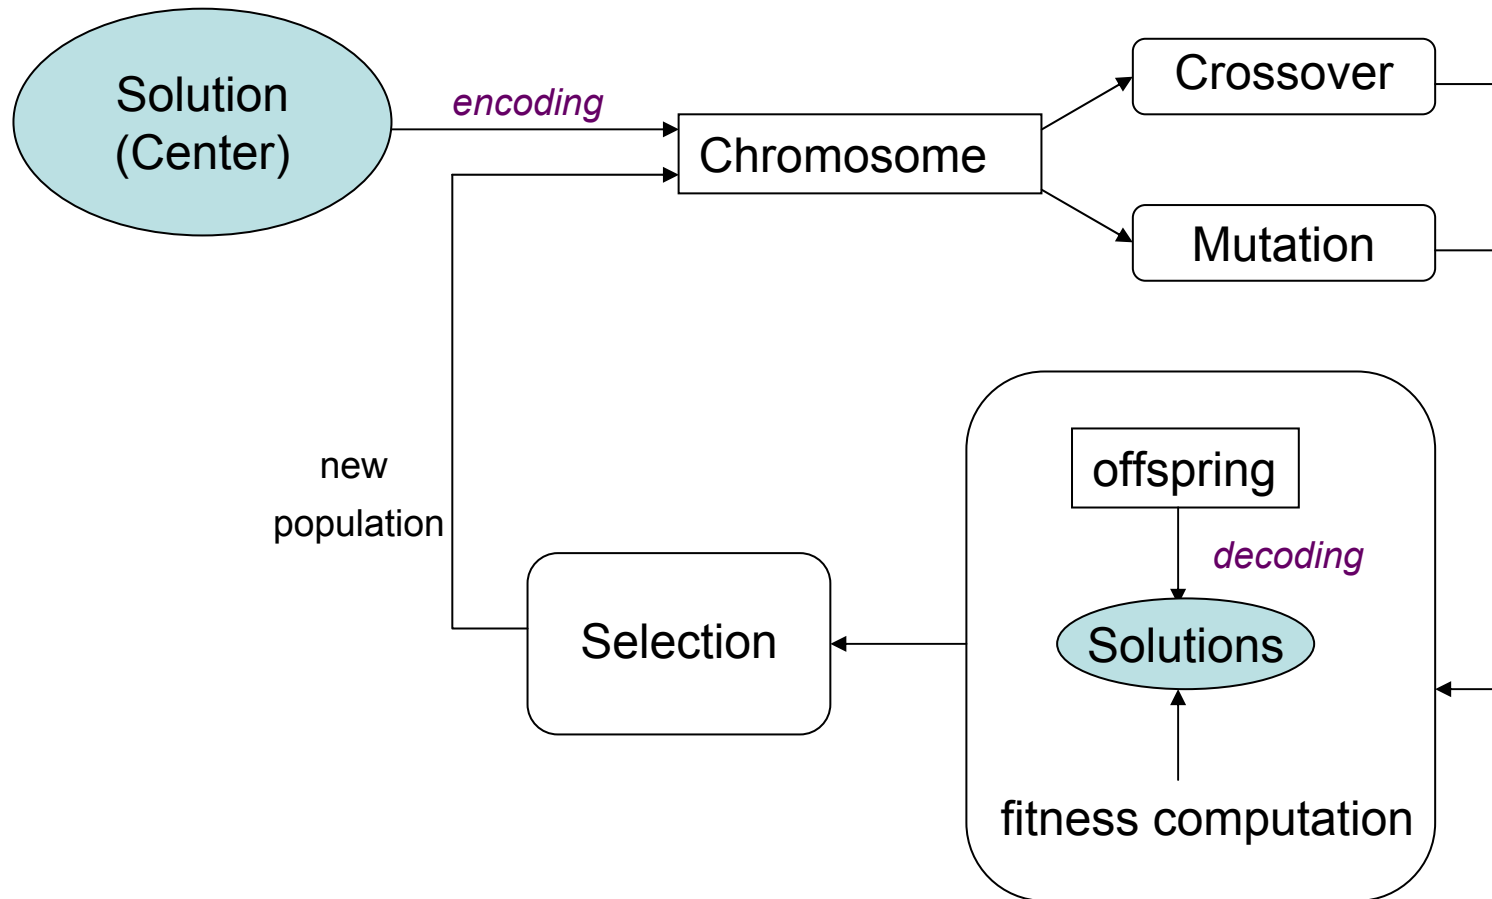 Solution
(Center)
encoding
Chromosome
Crossover
Mutation
new
population
Selection
offspring
decoding
Solutions
fitness computation